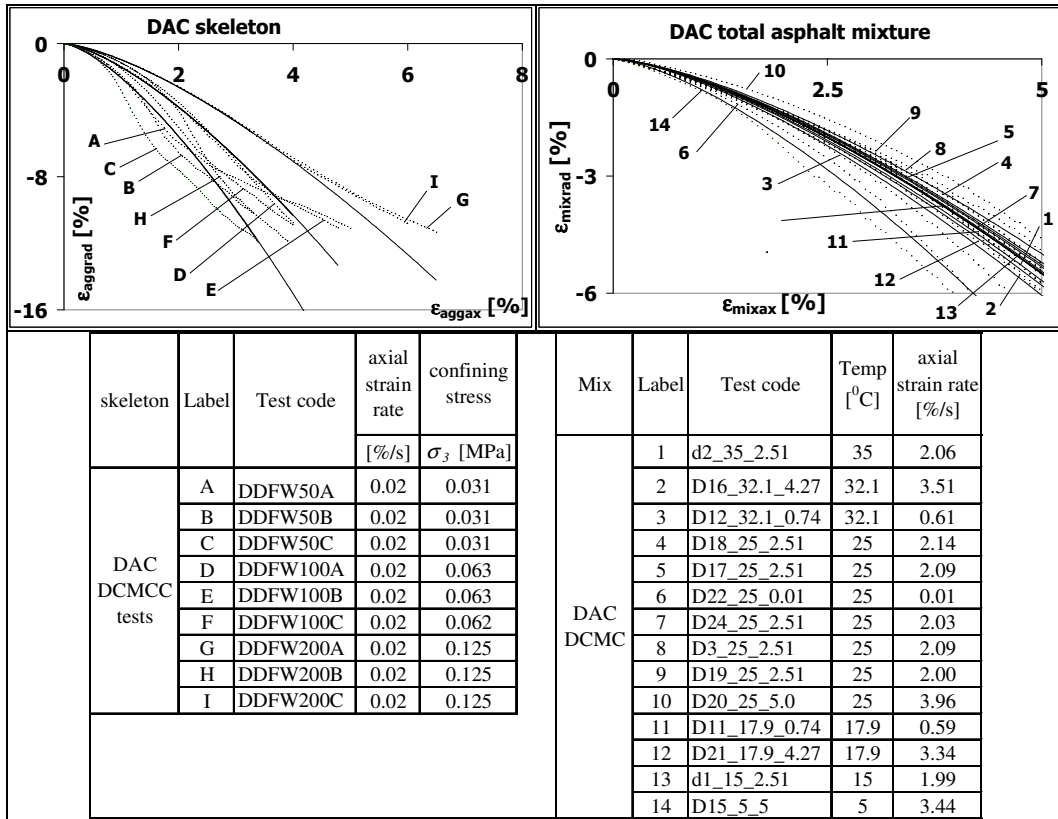 DAC skeleton
0
0 2 4 6 8
-8
-16
A
C
B
H
F
D
E
I
G
εaggrad [%]
εaggax [%]
DAC total asphalt mixture
0
0 2.5 5
-3
-6
10
14
6
3
9
5
8
4
7
1
11
12
13
2
εmixrad [%]
εmixax [%]
skeleton Label Test code axial strain rate confining stress
[%/s] σ3 [MPa]
DAC DCMCC tests
A DDFW50A 0.02 0.031
B DDFW50B 0.02 0.031
C DDFW50C 0.02 0.031
D DDFW100A 0.02 0.063
E DDFW100B 0.02 0.063
F DDFW100C 0.02 0.062
G DDFW200A 0.02 0.125
H DDFW200B 0.02 0.125
I DDFW200C 0.02 0.125
Mix Label Test code Temp [0C] axial strain rate [%/s]
DAC DCMC
1 d2_35_2.51 35 2.06
2 D16_32.1_4.27 32.1 3.51
3 D12_32.1_0.74 32.1 0.61
4 D18_25_2.51 25 2.14
5 D17_25_2.51 25 2.09
6 D22_25_0.01 25 0.01
7 D24_25_2.51 25 2.03
8 D3_25_2.51 25 2.09
9 D19_25_2.51 25 2.00
10 D20_25_5.0 25 3.96
11 D11_17.9_0.74 17.9 0.59
12 D21_17.9_4.27 17.9 3.34
13 d1_15_2.51 15 1.99
14 D15_5_5 5 3.44